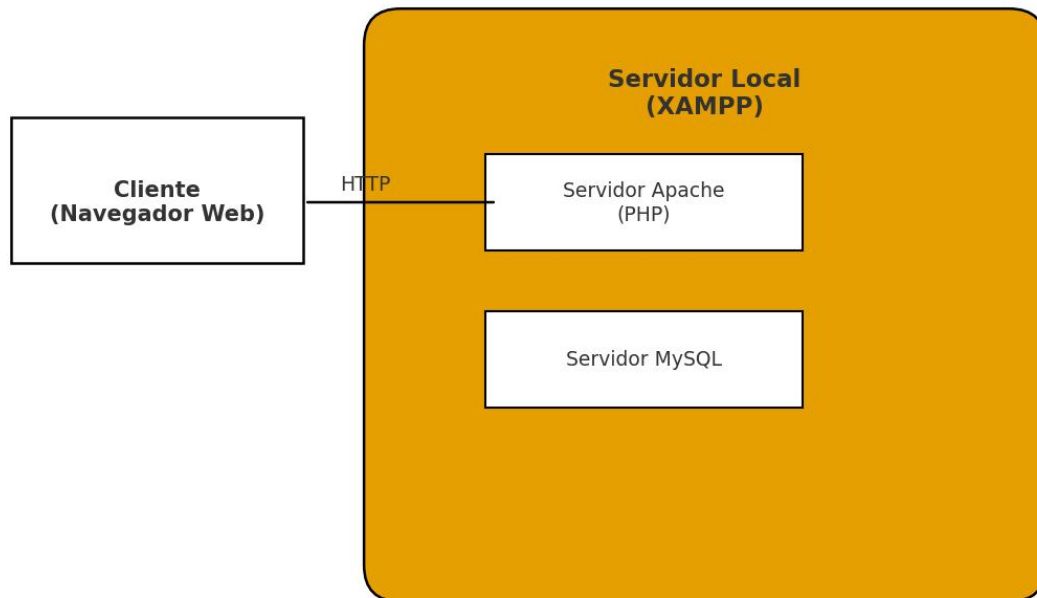 Servidor Local
(XAMPP)
Cliente
(Navegador Web)
HTTP
Servidor Apache
(PHP)
Servidor MySQL